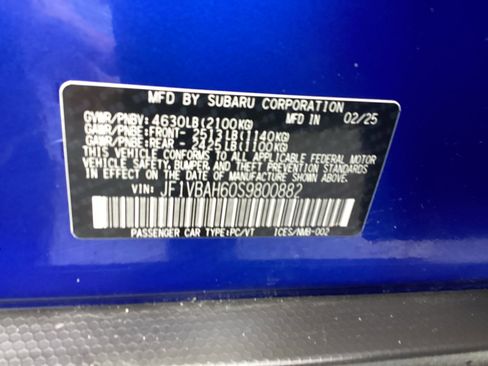 MFD BY SUBARU CORPORATION
GVWR/PNBV: 4630LB(2100KG) MFD IN 02/25
GAWR/PNBE:FRONT- 2513LB(1140KG)
GAWR/PNBE:REAR - 2425LB(1100KG)
THIS VEHICLE CONFORMS TO ALL APPLICABLE FEDERAL MOTOR
VEHICLE SAFETY, BUMPER AND THEFT PREVENTION STANDARDS
IN EFFECT ON THE DATE OF MANUFACTURE SHOWN ABOVE.
VIN: JF1VBAH60S9800882
PASSENGER CAR TYPE:PC/VT ICES/NMB-002